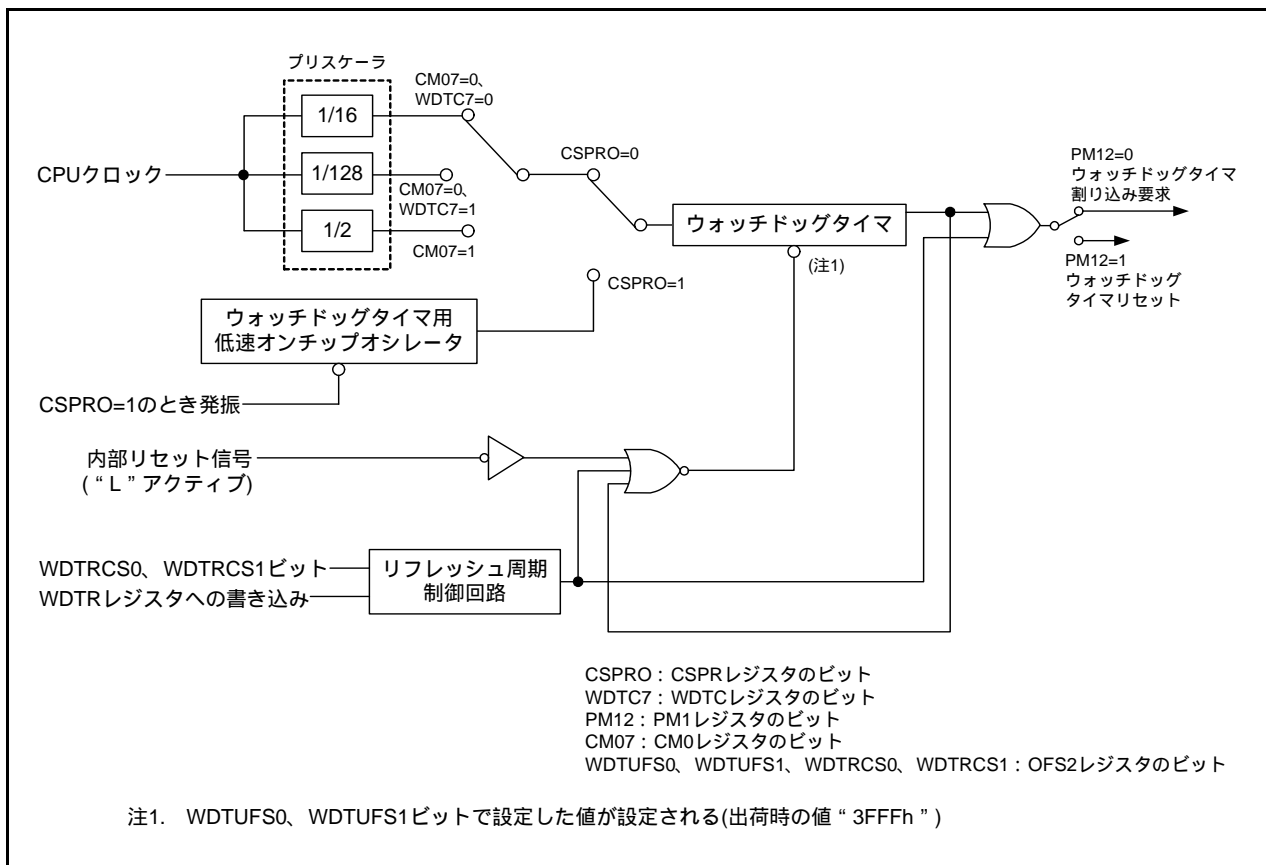 プリスケーラ
CM07=0、
WDTC7=0
1/16
CSPRO=0
PM12=0
ウォッチドッグタイマ
割り込み要求
CPUクロック
1/128
CM07=0、
WDTC7=1
1/2
CM07=1
ウォッチドッグタイマ
(注1)
PM12=1
ウォッチドッグ
タイマリセット
CSPRO=1
ウォッチドッグタイマ用
低速オンチップオシレータ
CSPRO=1のとき発振
内部リセット信号
( “ L ” アクティブ)
WDTRCS0、WDTRCS1ビット
WDTRレジスタへの書き込み
リフレッシュ周期
制御回路
CSPRO : CSPRレジスタのビット
WDTC7 : WDTCレジスタのビット
PM12 : PM1レジスタのビット
CM07 : CM0レジスタのビット
WDTUFS0、WDTUFS1、WDTRCS0、WDTRCS1 : OFS2レジスタのビット
注1. WDTUFS0、WDTUFS1ビットで設定した値が設定される(出荷時の値 “ 3FFFh ” )